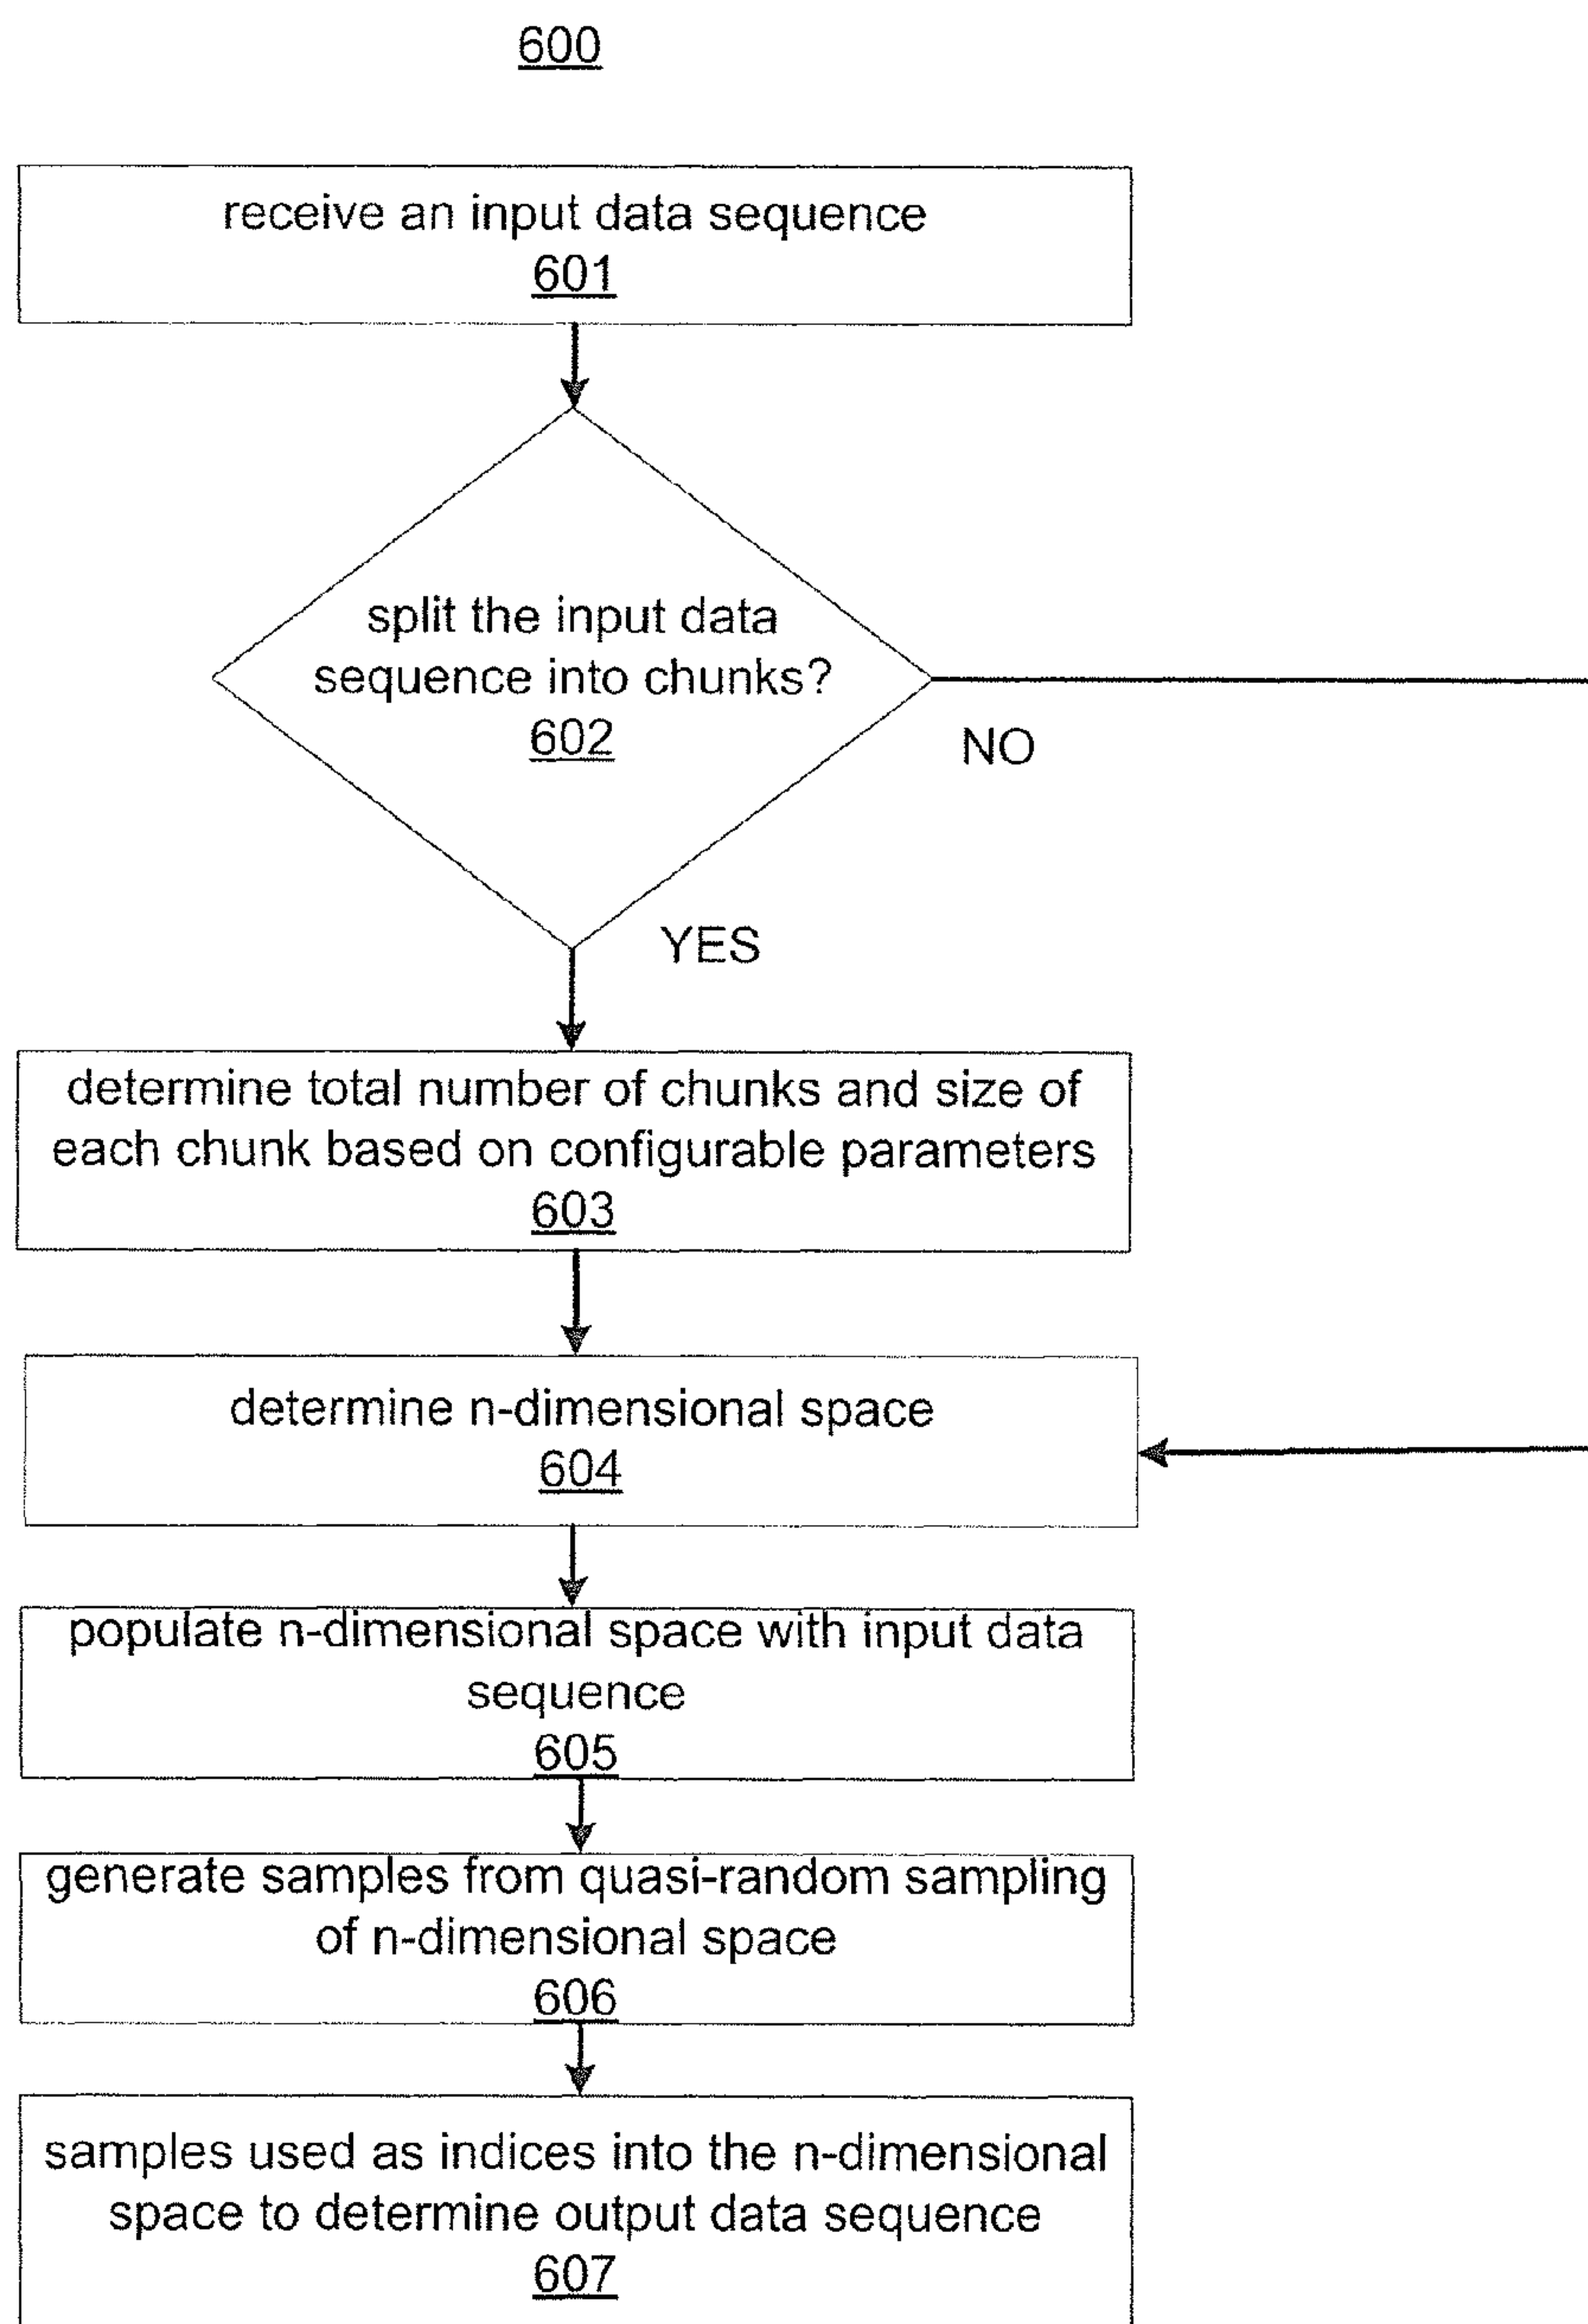 600
receive an input data sequence
601
split the input data
sequence into chunks?
602
NO
YES
determine total number of chunks and size of
each chunk based on configurable parameters
603
determine n-dimensional space
604
populate n-dimensional space with input data
sequence
605
generate samples from quasi-random sampling
of n-dimensional space
606
samples used as indices into the n-dimensional
space to determine output data sequence
607